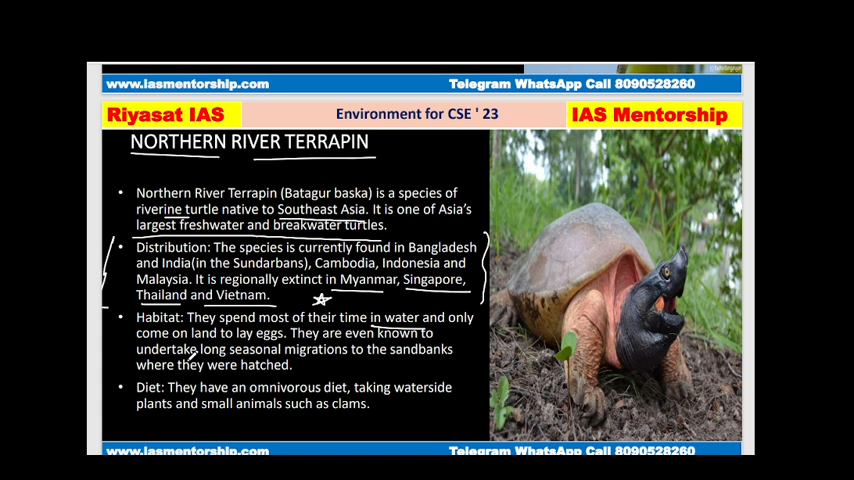 www.Iasmentorship.com Telegram WhatsApp Call 8090528260
Riyasat IAS Environment for CSE ' 23 IAS Mentorship
NORTHERN RIVER TERRAPIN
• Northern River Terrapin (Batagur baska) is a species of
riverine turtle native to Southeast Asia. It is one of Asia's
largest freshwater and breakwater turtles.
• Distribution: The species is currently found in Bangladesh
and India(in the Sundarbans), Cambodia, Indonesia and
Malaysia. It is regionally extinct in Myanmar, Singapore,
Thailand and Vietnam.
• Habitat: They spend most of their time in water and only
come on land to lay eggs. They are even known to
undertake long seasonal migrations to the sandbanks
where they were hatched.
• Diet: They have an omnivorous diet, taking waterside
plants and small animals such as clams.
www.Iasmentorship.com Telegram WhatsApp Call 8090528260